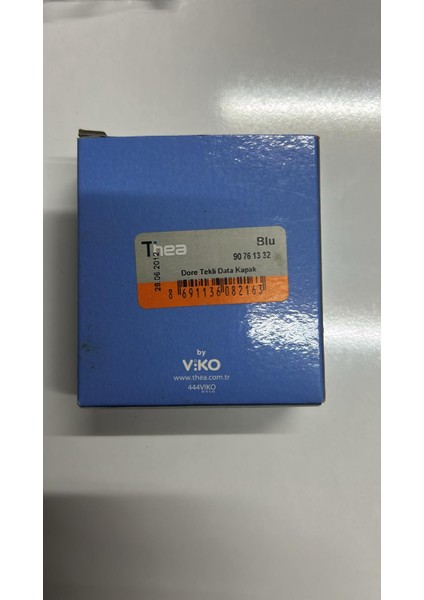 Thea Blu
90 76 13 32
28.06.2012
Dore Tekli Data Kapak
8 691136 082163
by
ViKO
www.thea.com.tr
444VIKO